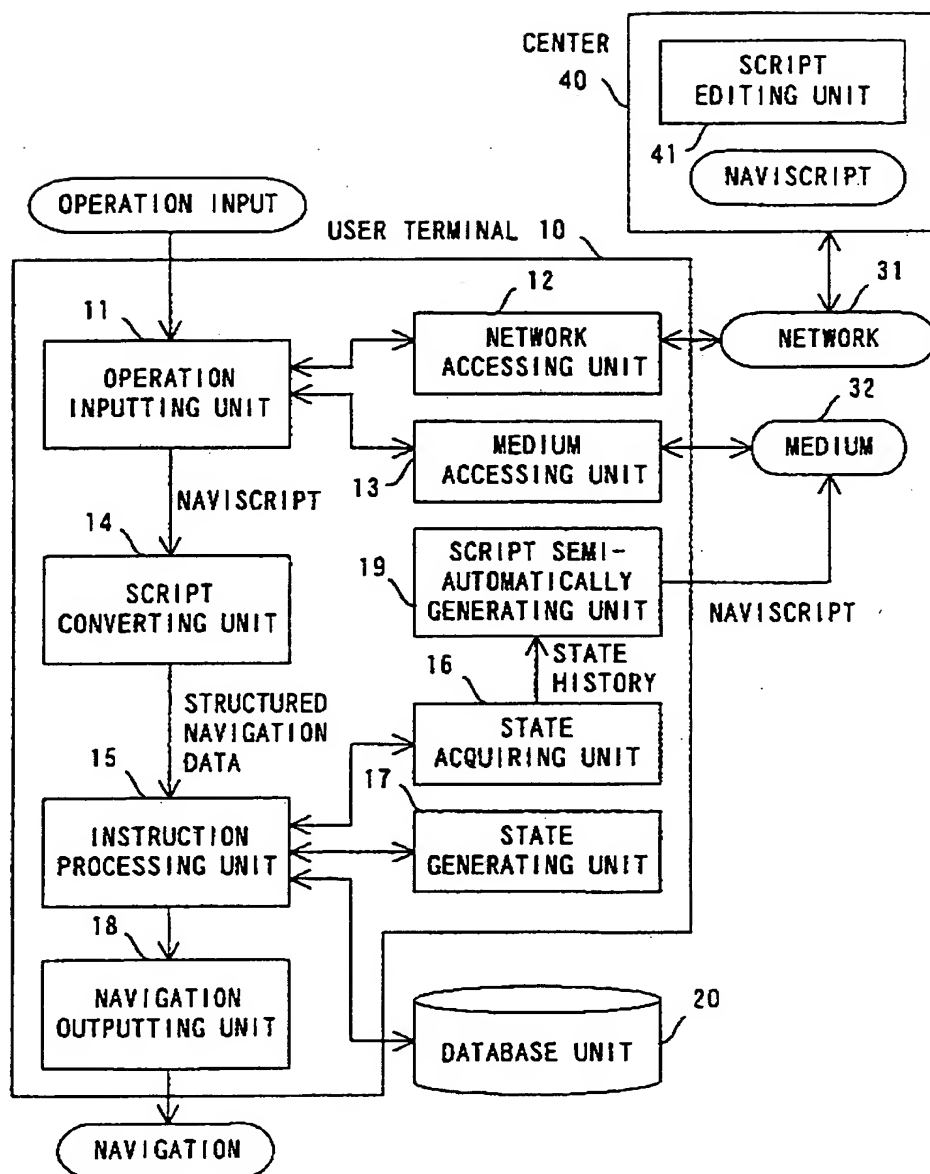 CENTER
40
SCRIPT
EDITING UNIT
41
NAVISCRIPT
OPERATION INPUT
USER TERMINAL 10
11
OPERATION
INPUTTING UNIT
12
NETWORK
ACCESSING UNIT
31
NETWORK
13
MEDIUM
ACCESSING UNIT
32
MEDIUM
NAVISCRIPT
14
SCRIPT
CONVERTING UNIT
19
SCRIPT SEMI-
AUTOMATICALLY
GENERATING UNIT
NAVISCRIPT
STATE
HISTORY
STRUCTURED
NAVIGATION
DATA
16
STATE
ACQUIRING UNIT
15
INSTRUCTION
PROCESSING UNIT
17
STATE
GENERATING UNIT
18
NAVIGATION
OUTPUTTING UNIT
20
DATABASE UNIT
NAVIGATION